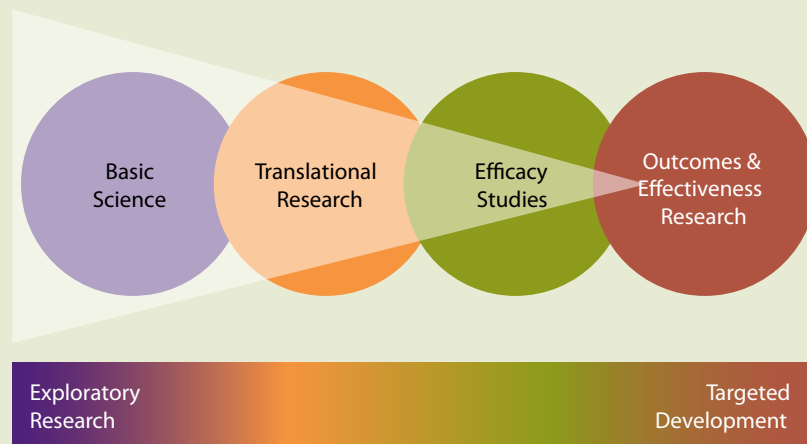 Basic
Science
Translational
Research
Efficacy
Studies
Outcomes &
Effectiveness
Research
Exploratory
Research
Targeted
Development